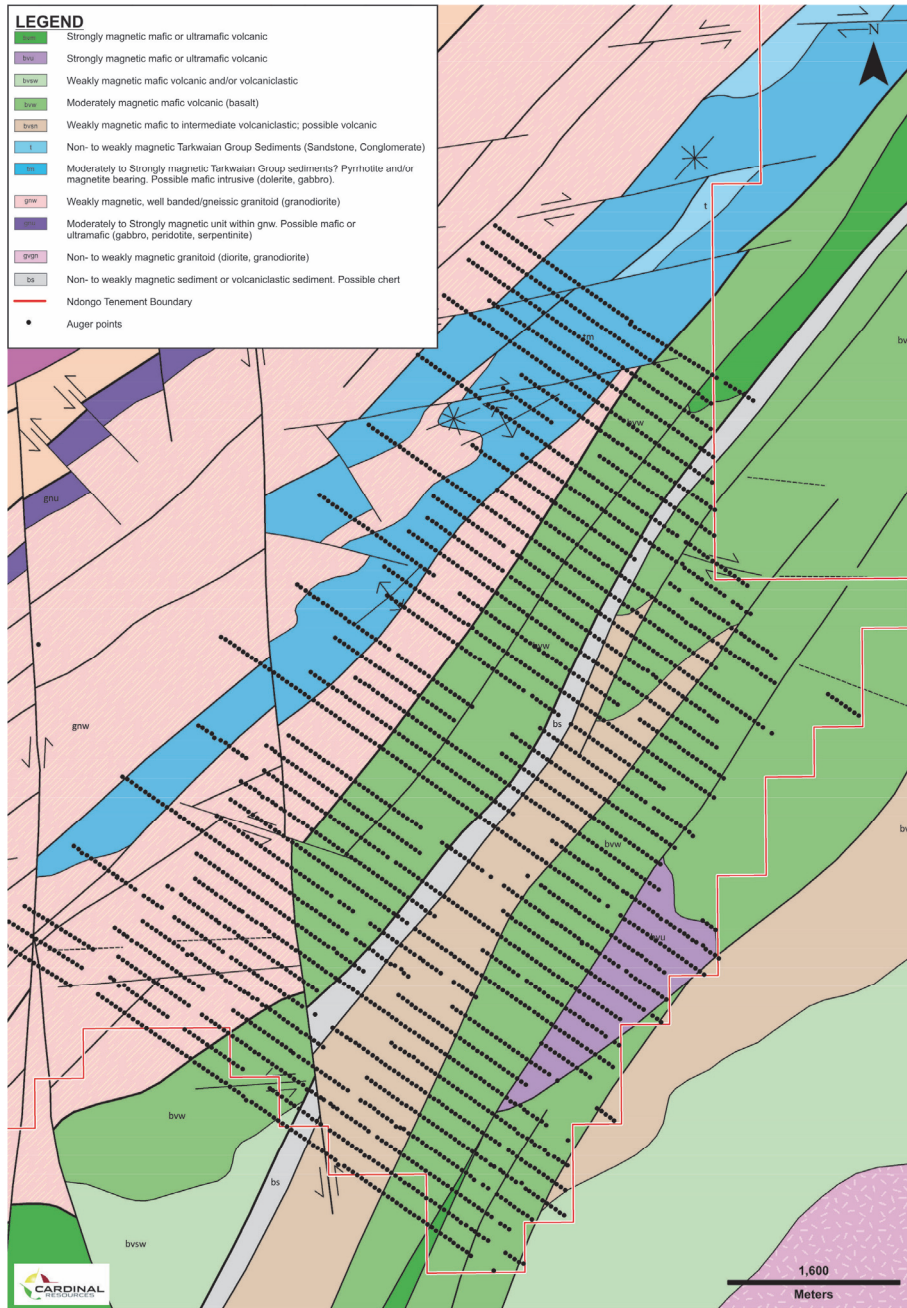 LEGEND
Strongly magnetic mafic or ultramafic volcanic
bvu
Strongly magnetic mafic or ultramafic volcanic
bvsw
Weakly magnetic mafic volcanic and/or volcaniclastic
bvw
Moderately magnetic mafic volcanic (basalt)
bvsn
Weakly magnetic mafic to intermediate volcaniclastic; possible volcanic
t
Non- to weakly magnetic Tarkwaian Group Sediments (Sandstone, Conglomerate)
tm
Moderately to Strongly magnetic Tarkwaian Group sediments? Pyrrhotite and/or
magnetite bearing. Possible mafic intrusive (dolerite, gabbro).
gnw
Weakly magnetic, well banded/gneissic granitoid (granodiorite)
Moderately to Strongly magnetic unit within gnw. Possible mafic or
ultramafic (gabbro, peridotite, serpentinite)
gvgn
Non- to weakly magnetic granitoid (diorite, granodiorite)
bs
Non- to weakly magnetic sediment or volcaniclastic sediment. Possible chert
Ndongo Tenement Boundary
Auger points
N
t
tm
bvw
gnu
bvw
gnw
bs
bvw
bvu
bvw
bs
bvsw
1,600
Meters
CARDINAL
RESOURCES